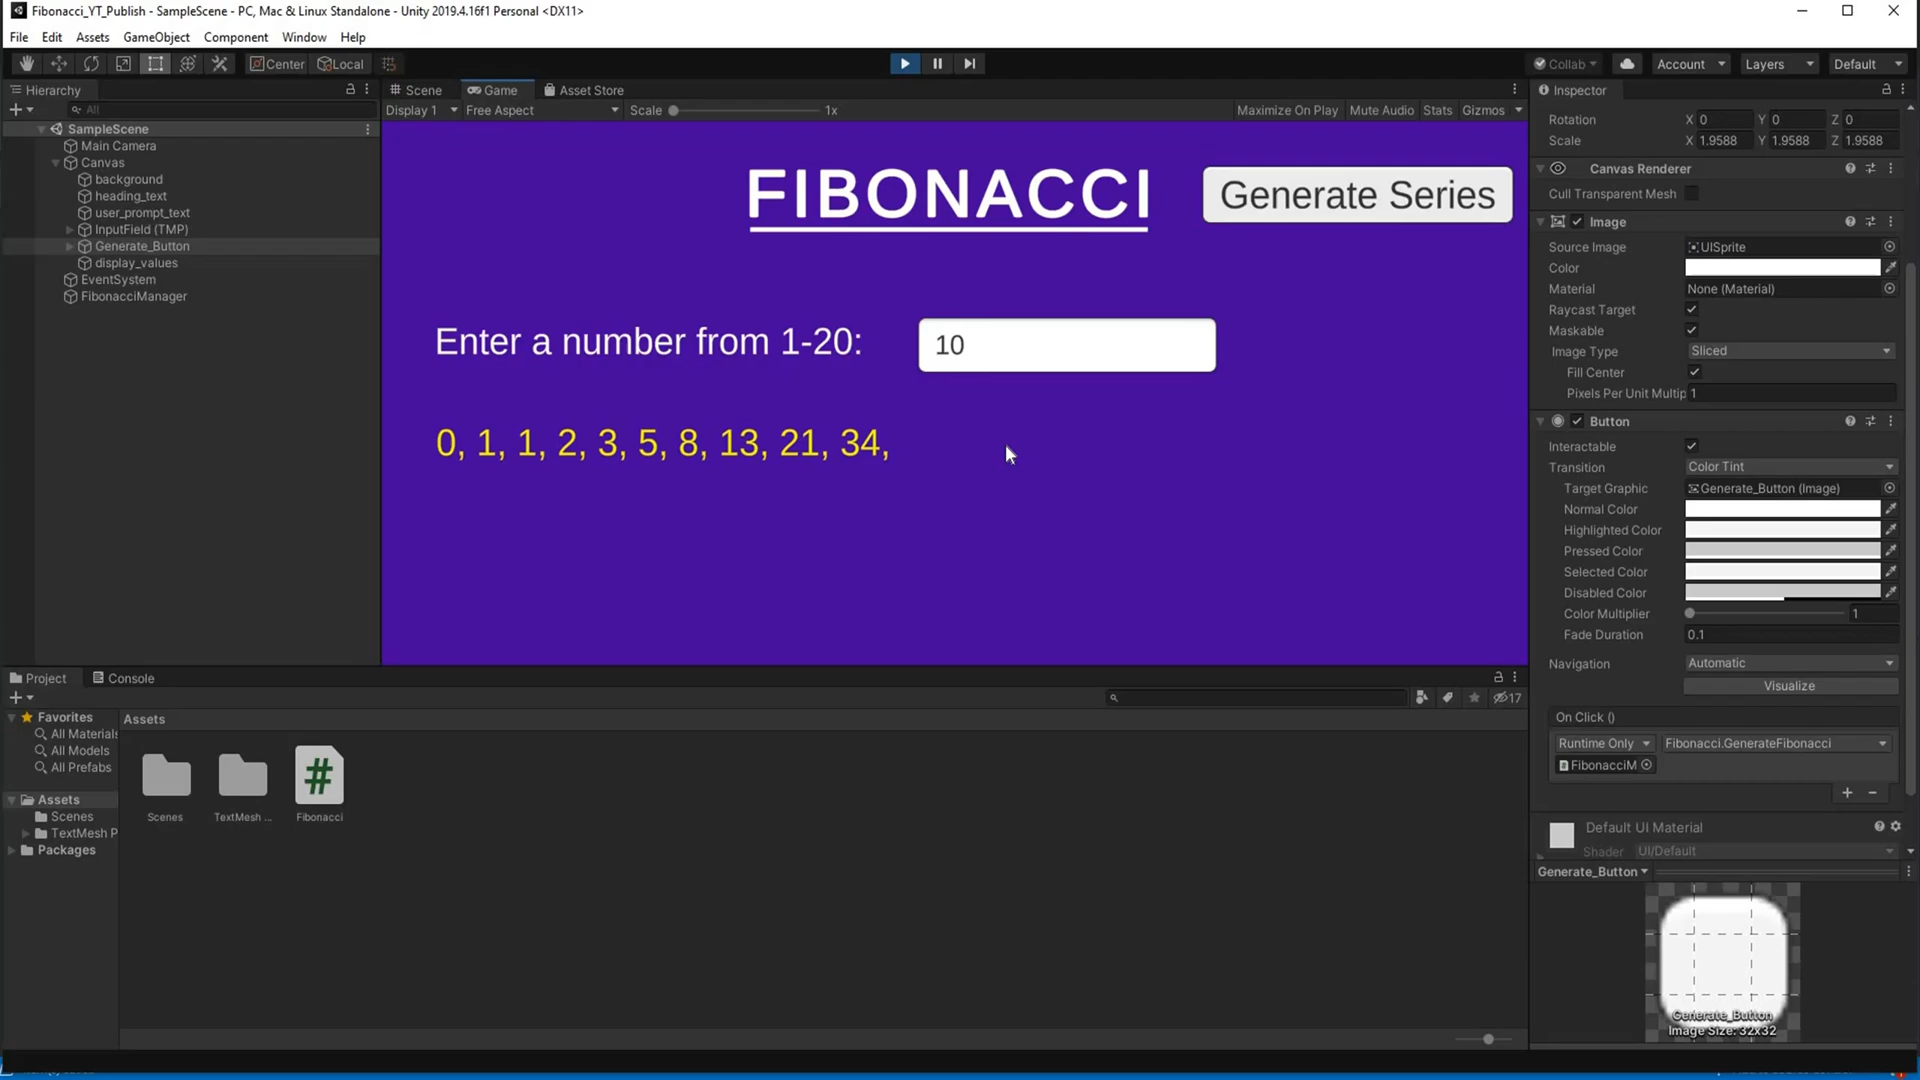 Fibonacci_YT_Publish - SampleScene - PC, Mac & Linux Standalone - Unity 2019.4.16f1 Personal <DX11>
File Edit Assets GameObject Component Window Help
Center Local Collab Account Layers Default
Hierarchy
All
SampleScene
Main Camera
Canvas
background
heading_text
user_prompt_text
InputField (TMP)
Generate_Button
display_values
EventSystem
FibonacciManager
Scene Game Asset Store
Display 1 Free Aspect Scale 1x Maximize On Play Mute Audio Stats Gizmos
FIBONACCI
Generate Series
Enter a number from 1-20:
10
0, 1, 1, 2, 3, 5, 8, 13, 21, 34,
Inspector
Rotation X 0 Y 0 Z 0
Scale X 1.9588 Y 1.9588 Z 1.9588
Canvas Renderer
Cull Transparent Mesh
Image
Source Image UISprite
Color
Material None (Material)
Raycast Target
Maskable
Image Type Sliced
Fill Center
Pixels Per Unit Multip 1
Button
Interactable
Transition Color Tint
Target Graphic Generate_Button (Image)
Normal Color
Highlighted Color
Pressed Color
Selected Color
Disabled Color
Color Multiplier 1
Fade Duration 0.1
Navigation Automatic
Visualize
On Click ()
Runtime Only Fibonacci.GenerateFibonacci
FibonacciM
Default UI Material
Shader UI/Default
Generate_Button
Generate_Button
Image Size: 32x32
Project Console
17
Favorites
All Materials
All Models
All Prefabs
Assets
Scenes
TextMesh P
Packages
Assets
Scenes TextMesh ... Fibonacci